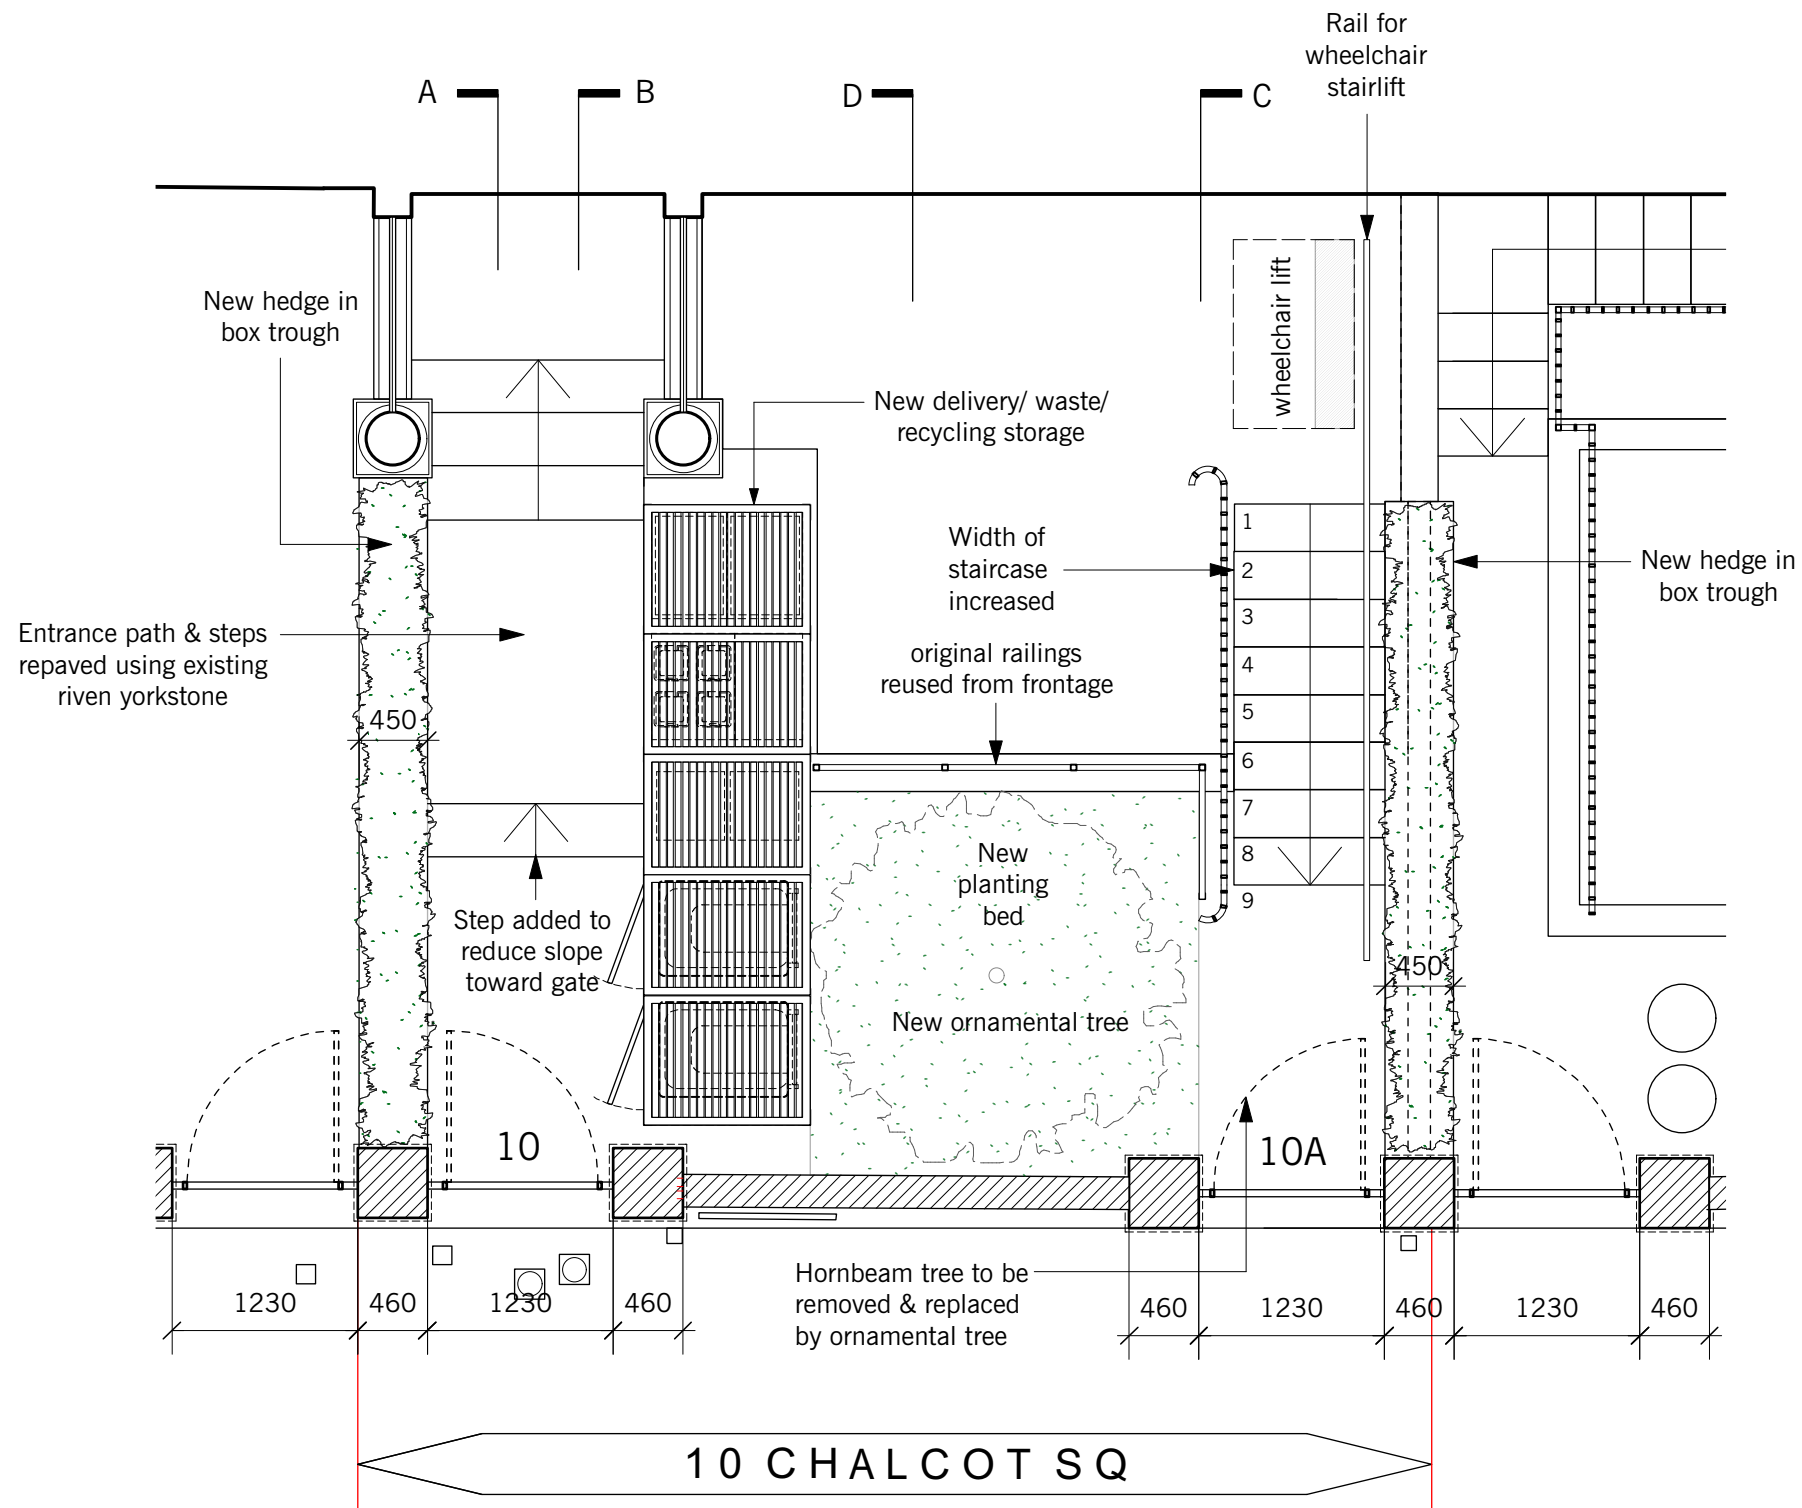 Rail for
wheelchair
stairlift
A
B
D
C
New hedge in
box trough
wheelchair lift
New delivery/ waste/
recycling storage
Width of
staircase
increased
1
2
3
4
5
6
7
8
9
New hedge in
box trough
Entrance path & steps
repaved using existing
riven yorkstone
original railings
reused from frontage
450
New
planting
bed
Step added to
reduce slope
toward gate
450
New ornamental tree
10
10A
Hornbeam tree to be
removed & replaced
by ornamental tree
1230
460
1230
460
460
1230
460
1230
460
10 CHALCOT SQ